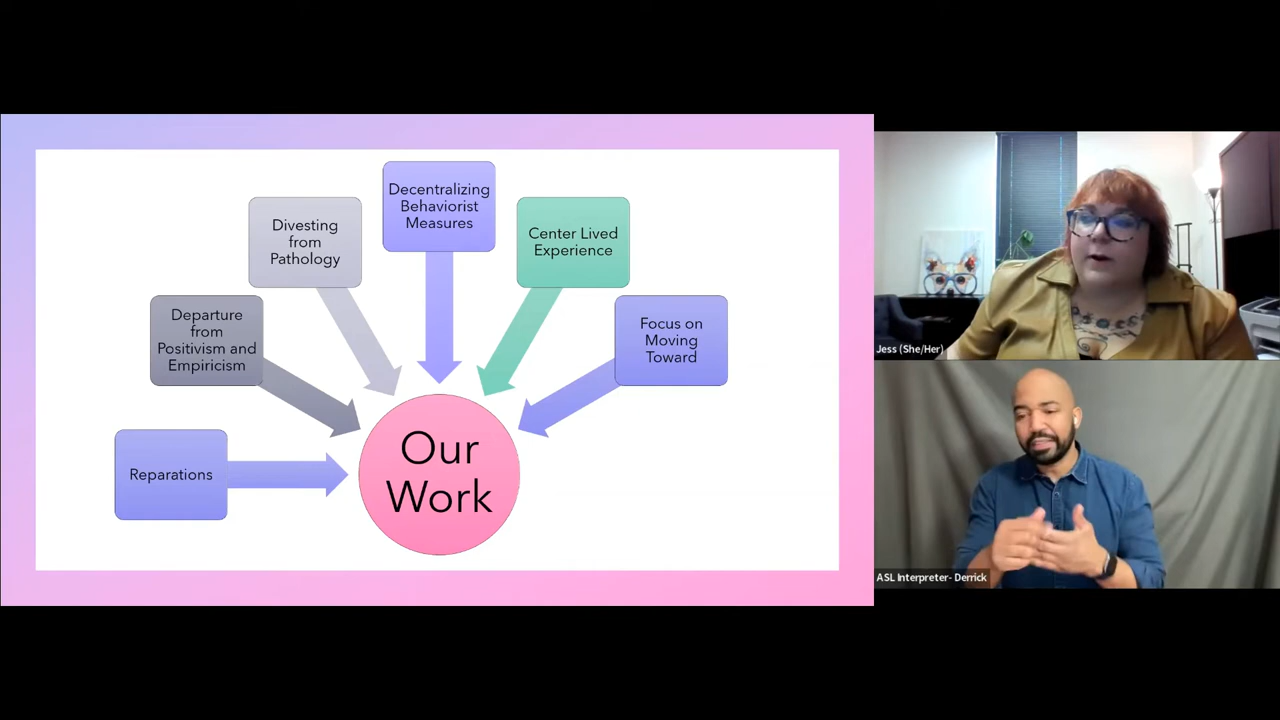 Decentralizing
Behaviorist
Measures
Divesting
from
Pathology
Center Lived
Experience
Departure
from
Positivism and
Empiricism
Focus on
Moving
Toward
Reparations
Our
Work
Jess (She/Her)
ASL Interpreter- Derrick